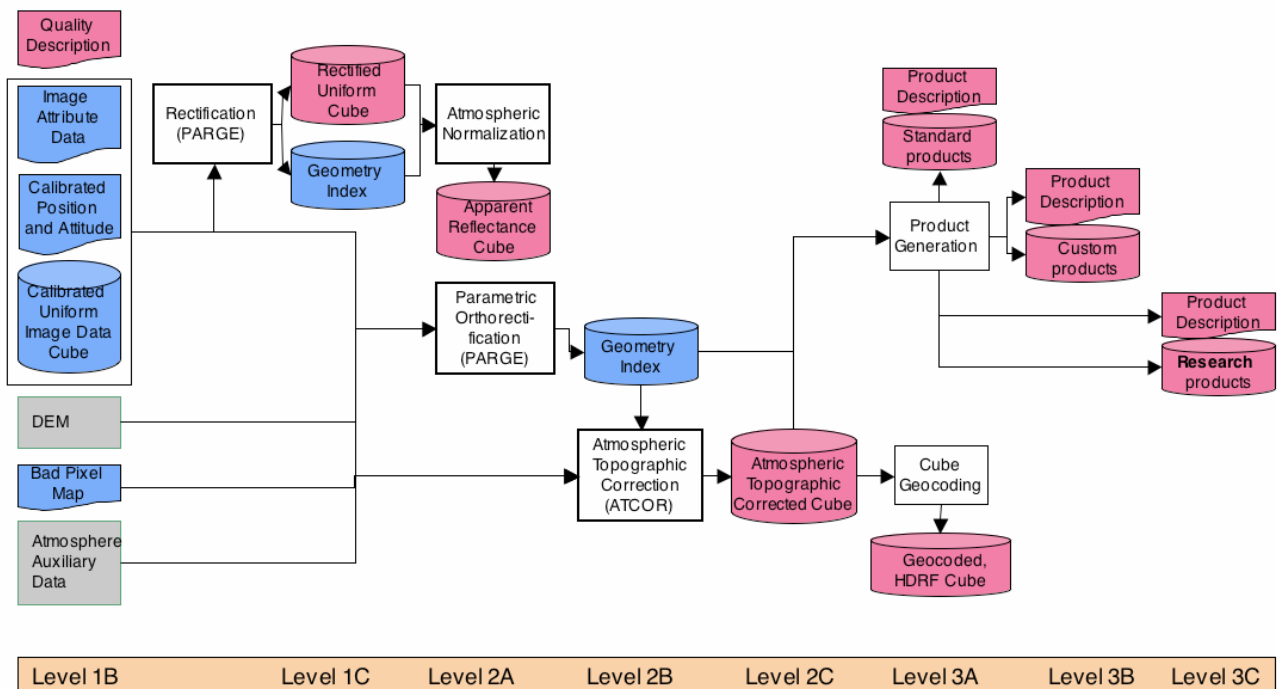 Quality
Description
Image
Attribute
Data
Calibrated
Position
and Attitude
Calibrated
Uniform
Image Data
Cube
DEM
Bad Pixel
Map
Atmosphere
Auxiliary
Data
Rectification
(PARGE)
Rectified
Uniform
Cube
Geometry
Index
Atmospheric
Normalization
Apparent
Reflectance
Cube
Parametric
Orthorecti-
fication
(PARGE)
Geometry
Index
Atmospheric
Topographic
Correction
(ATCOR)
Atmospheric
Topographic
Corrected Cube
Cube
Geocoding
Geocoded,
HDRF Cube
Product
Description
Standard
products
Product
Generation
Product
Description
Custom
products
Product
Description
Research
products
Level 1B
Level 1C
Level 2A
Level 2B
Level 2C
Level 3A
Level 3B
Level 3C